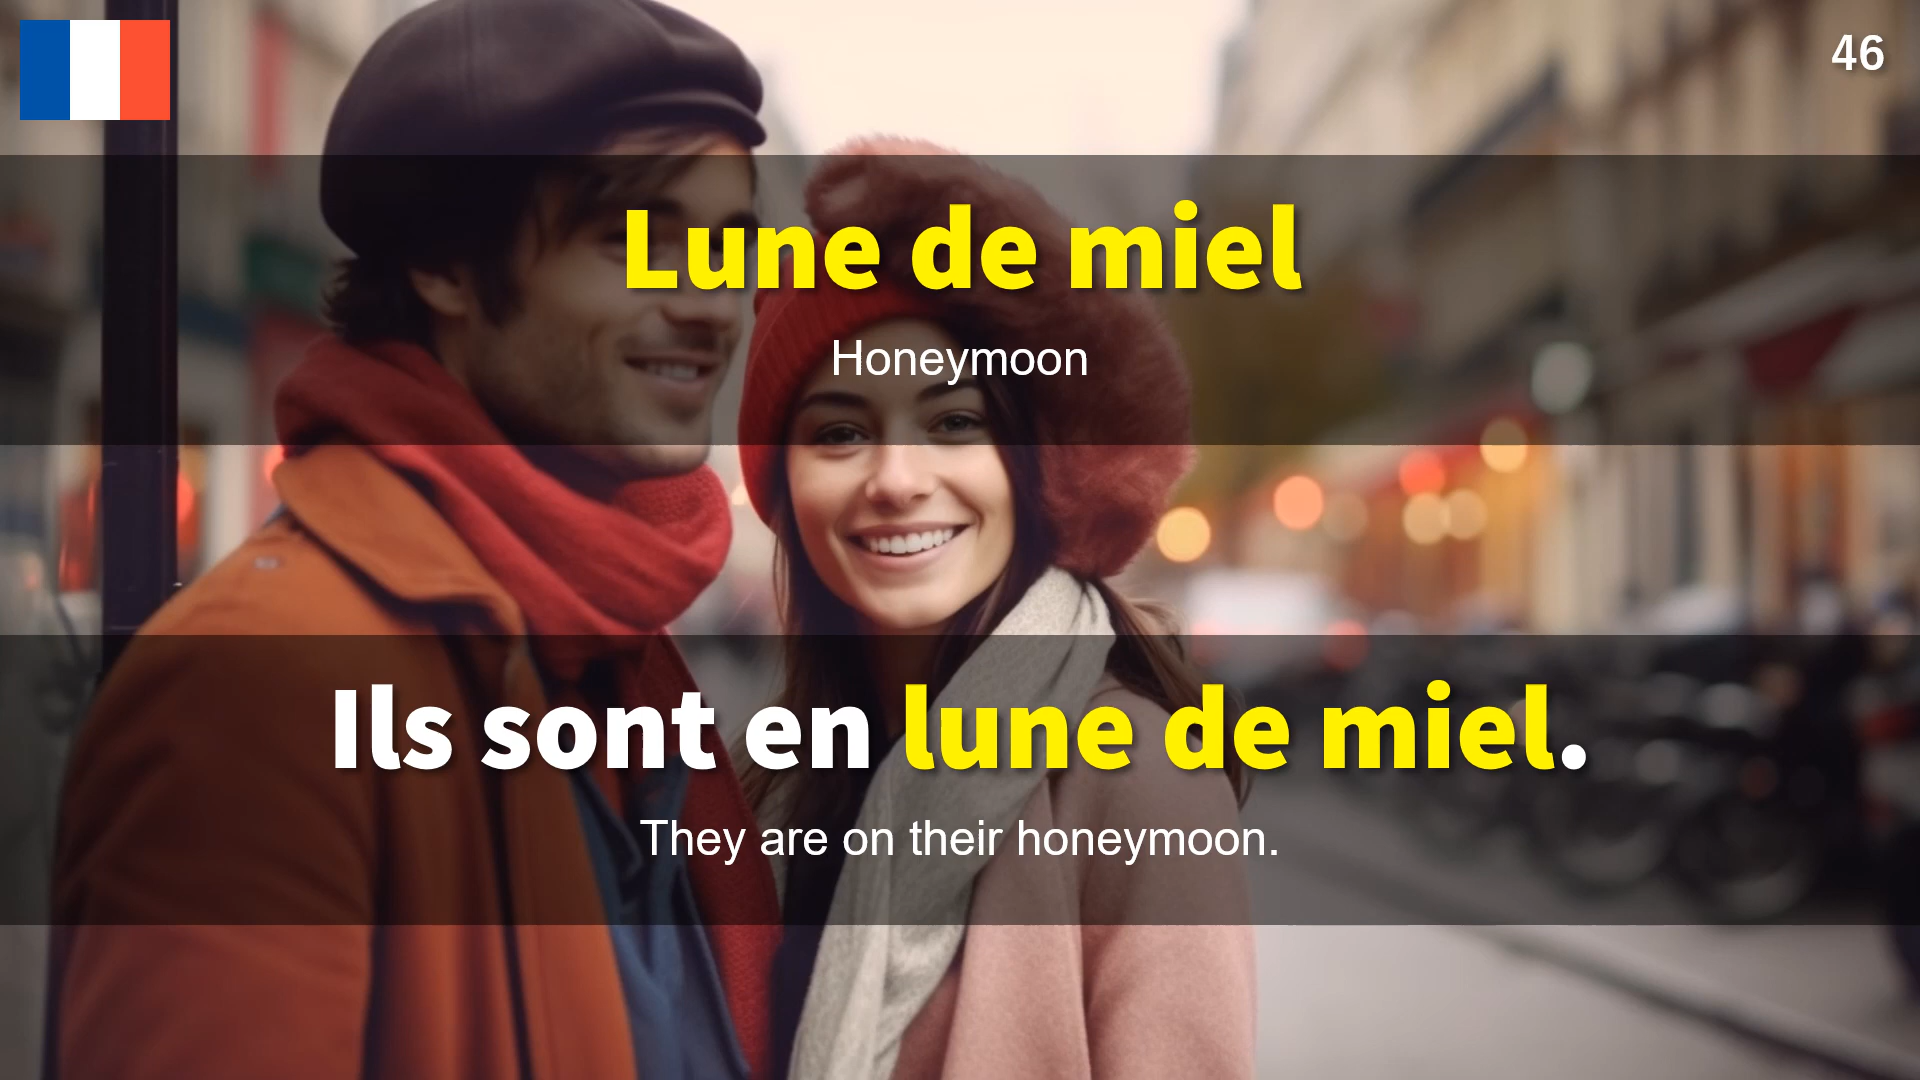 46
Lune de miel
Honeymoon
Ils sont en lune de miel.
They are on their honeymoon.